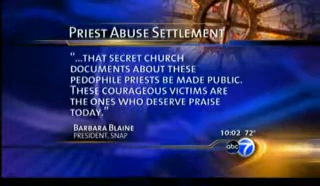 PRIEST ABUSE SETTLEMENT
"...THAT SECRET CHURCH
DOCUMENTS ABOUT THESE
PEDOPHILE PRIESTS BE MADE PUBLIC.
THESE COURAGEOUS VICTIMS ARE
THE ONES WHO DESERVE PRAISE
TODAY."
BARBARA BLAINE
PRESIDENT, SNAP
10:02 72°
abc 7